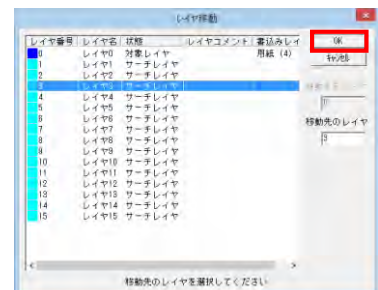 レイヤ移動
レイヤ番号 レイヤ名 状態 レイヤコメント 書込みレイ
0 レイヤ0 対象レイヤ 用紙 (4)
1 レイヤ1 サーチレイヤ
2 レイヤ2 サーチレイヤ
3 レイヤ3 サーチレイヤ
4 レイヤ4 サーチレイヤ
5 レイヤ5 サーチレイヤ
6 レイヤ6 サーチレイヤ
7 レイヤ7 サーチレイヤ
8 レイヤ8 サーチレイヤ
9 レイヤ9 サーチレイヤ
10 レイヤ10 サーチレイヤ
11 レイヤ11 サーチレイヤ
12 レイヤ12 サーチレイヤ
13 レイヤ13 サーチレイヤ
14 レイヤ14 サーチレイヤ
15 レイヤ15 サーチレイヤ
OK
キャンセル
移動先のレイヤ
3
移動先のレイヤを選択してください